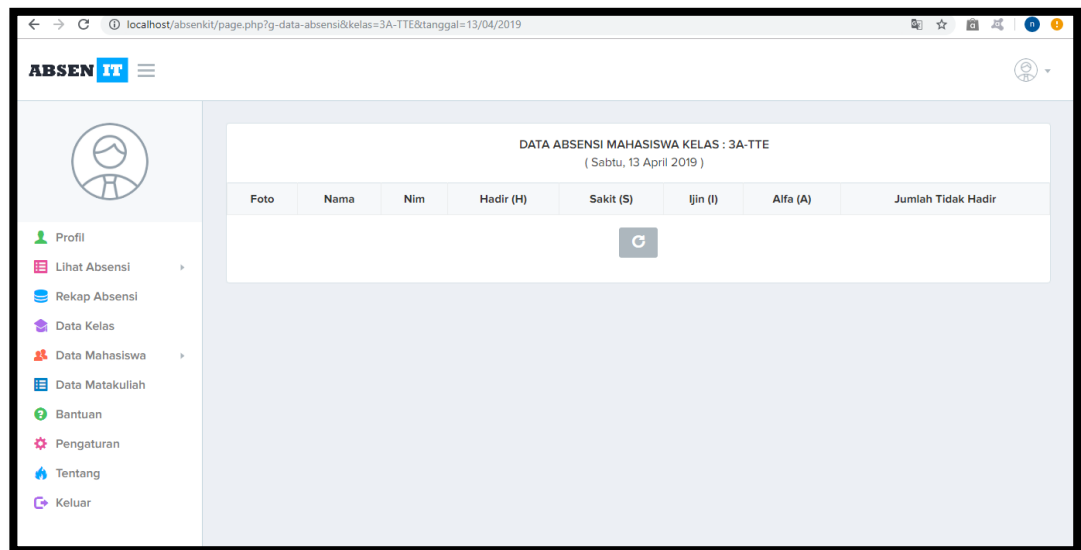 localhost/absenkit/page.php?g-data-absensi&kelas=3A-TTE&tanggal=13/04/2019
n
ABSEN IT
DATA ABSENSI MAHASISWA KELAS : 3A-TTE
( Sabtu, 13 April 2019 )
Foto Nama Nim Hadir (H) Sakit (S) Ijin (I) Alfa (A) Jumlah Tidak Hadir
Profil
Lihat Absensi
Rekap Absensi
Data Kelas
Data Mahasiswa
Data Matakuliah
Bantuan
Pengaturan
Tentang
Keluar